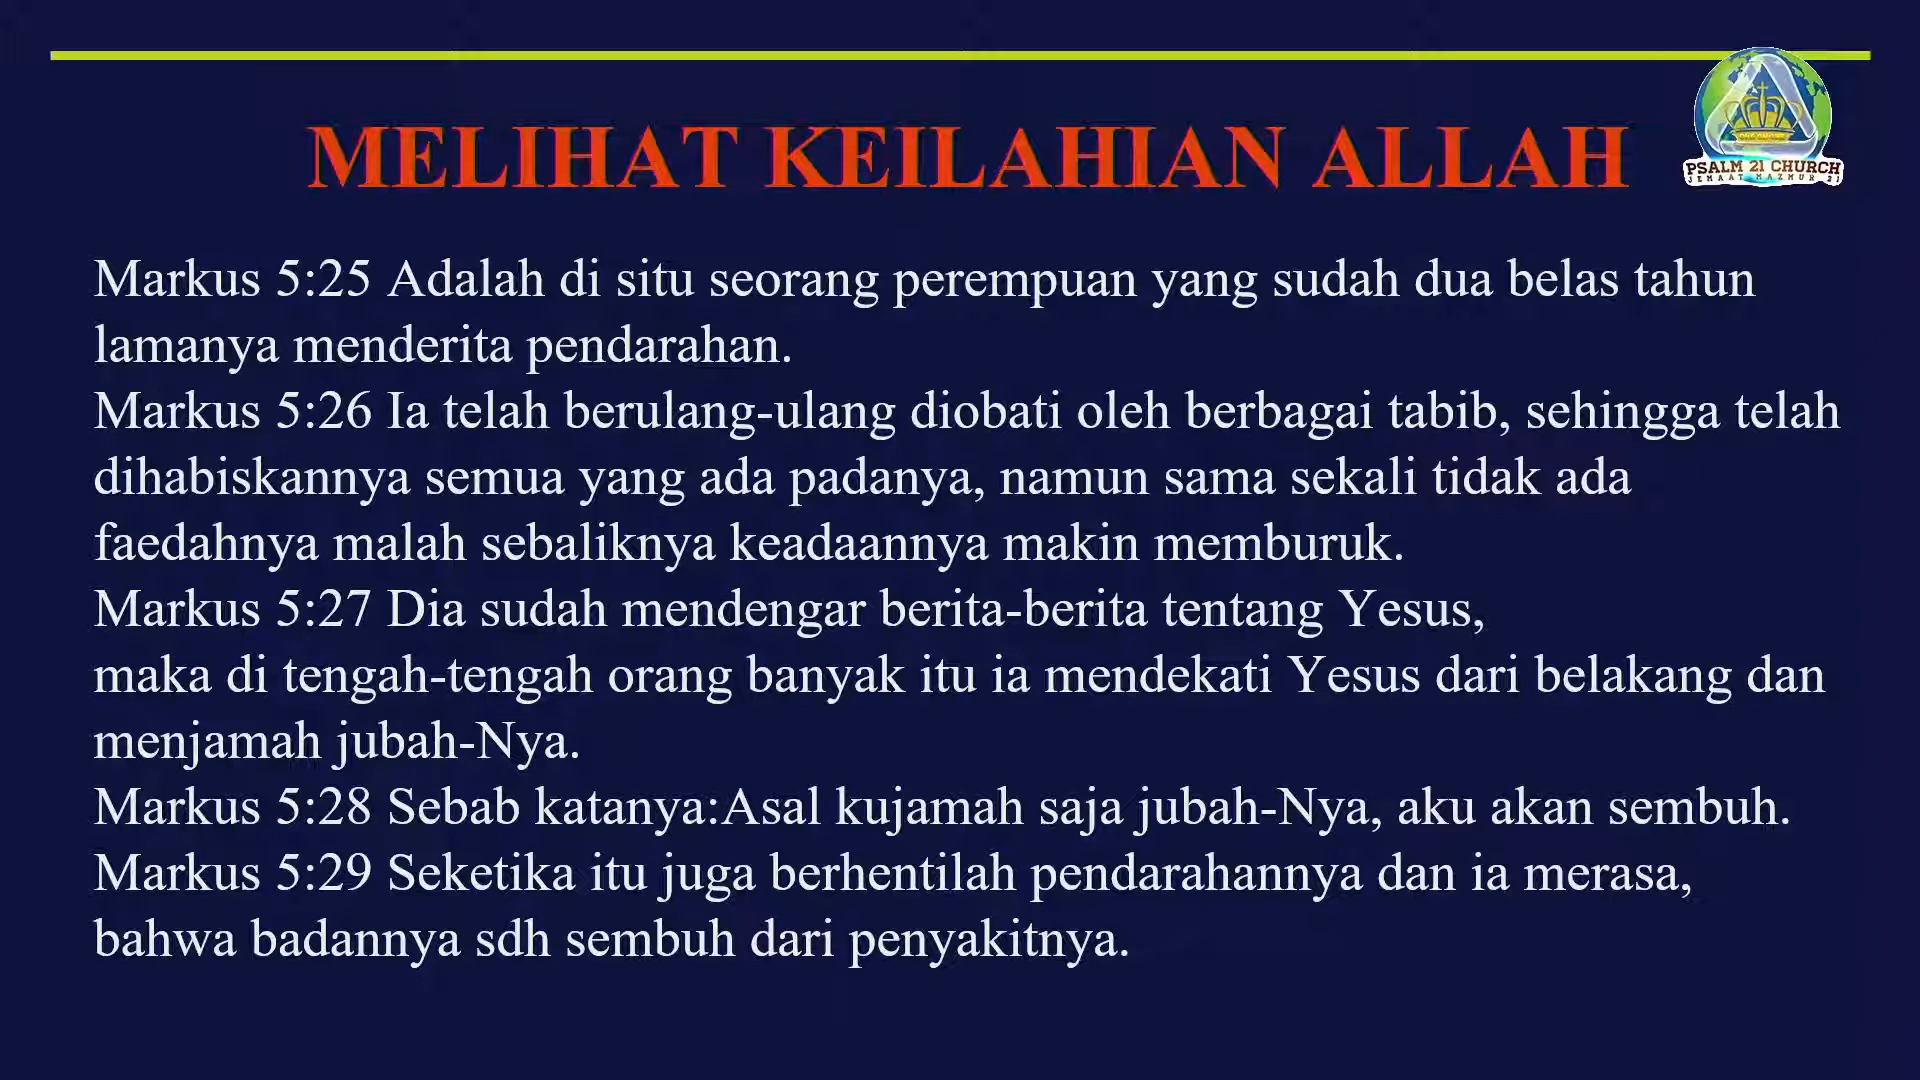 MELIHAT KEILAHIAN ALLAH
PSALM 21 CHURCH
JEMAAT MAZMUR 21
Markus 5:25 Adalah di situ seorang perempuan yang sudah dua belas tahun
lamanya menderita pendarahan.
Markus 5:26 Ia telah berulang-ulang diobati oleh berbagai tabib, sehingga telah
dihabiskannya semua yang ada padanya, namun sama sekali tidak ada
faedahnya malah sebaliknya keadaannya makin memburuk.
Markus 5:27 Dia sudah mendengar berita-berita tentang Yesus,
maka di tengah-tengah orang banyak itu ia mendekati Yesus dari belakang dan
menjamah jubah-Nya.
Markus 5:28 Sebab katanya:Asal kujamah saja jubah-Nya, aku akan sembuh.
Markus 5:29 Seketika itu juga berhentilah pendarahannya dan ia merasa,
bahwa badannya sdh sembuh dari penyakitnya.